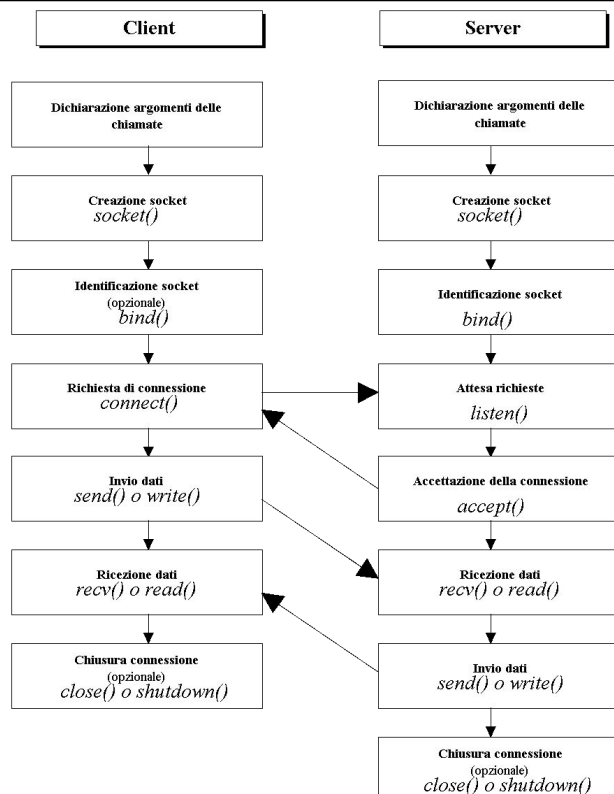 Client
Dichiarazione argomenti delle
chiamate
Creazione socket
socket()
Identificazione socket
(opzionale)
bind()
Richiesta di connessione
connect()
Invio dati
send() o write()
Ricezione dati
recv() o read()
Chiusura connessione
(opzionale)
close() o shutdown()
Server
Dichiarazione argomenti delle
chiamate
Creazione socket
socket()
Identificazione socket
bind()
Attesa richieste
listen()
Accettazione della connessione
accept()
Ricezione dati
recv() o read()
Invio dati
send() o write()
Chiusura connessione
(opzionale)
close() o shutdown()